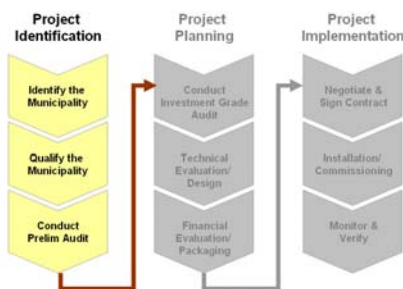 Project
Identification
Identify the
Municipality
Qualify the
Municipality
Conduct
Prelim Audit
Project
Planning
Conduct
Investment Grade
Audit
Technical
Evaluation/
Design
Financial
Evaluation/
Packaging
Project
Implementation
Negotiate &
Sign Contract
Installation/
Commissioning
Monitor &
Verify